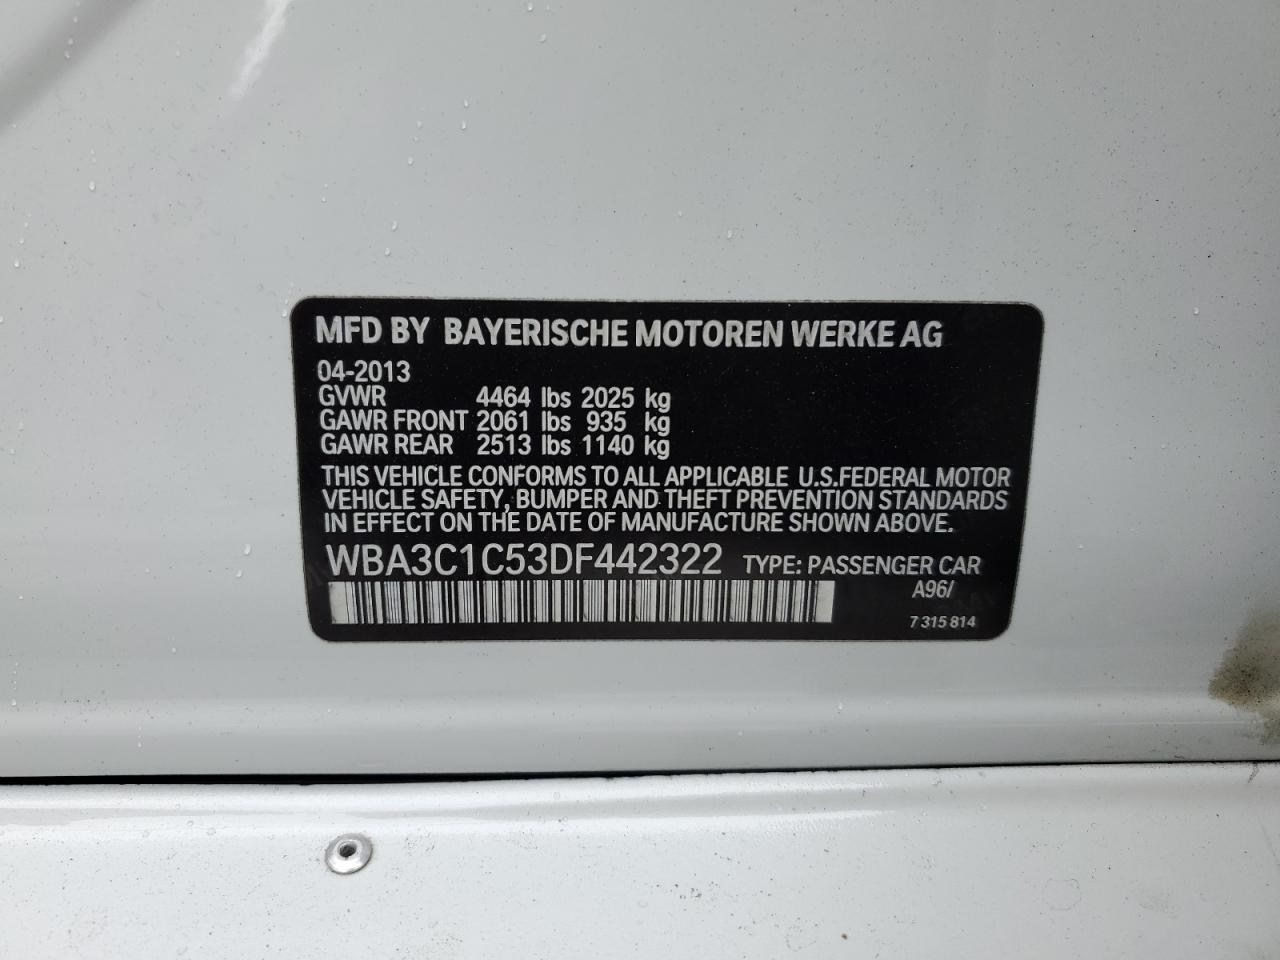 MFD BY BAYERISCHE MOTOREN WERKE AG
04-2013
GVWR 4464 lbs 2025 kg
GAWR FRONT 2061 lbs 935 kg
GAWR REAR 2513 lbs 1140 kg
THIS VEHICLE CONFORMS TO ALL APPLICABLE U.S.FEDERAL MOTOR
VEHICLE SAFETY, BUMPER AND THEFT PREVENTION STANDARDS
IN EFFECT ON THE DATE OF MANUFACTURE SHOWN ABOVE.
WBA3C1C53DF442322 TYPE: PASSENGER CAR
A96/
7 315 814